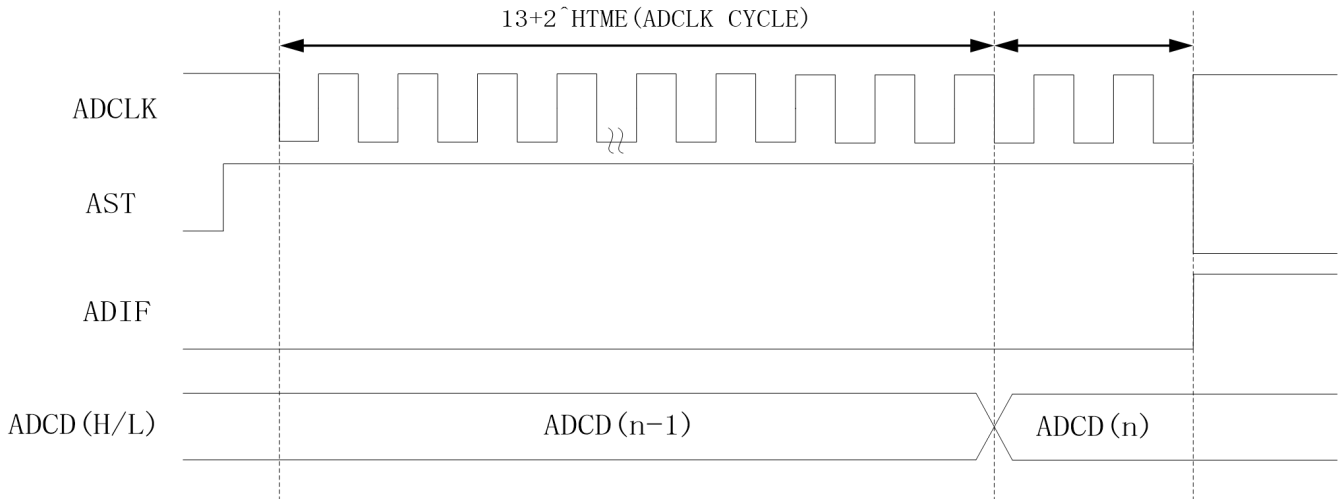 13+2^HTME(ADCLK CYCLE)
ADCLK
AST
ADIF
ADCD(H/L)
ADCD(n-1)
ADCD(n)